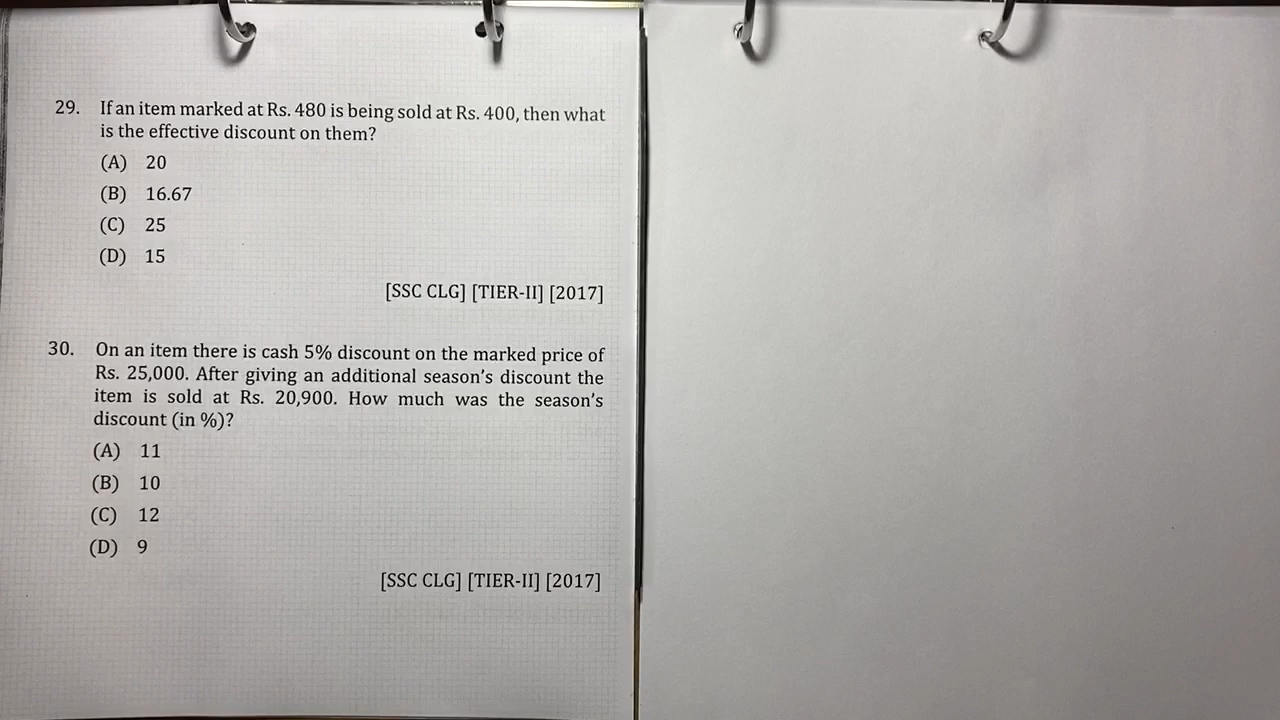 29. If an item marked at Rs. 480 is being sold at Rs. 400, then what
is the effective discount on them?
(A) 20
(B) 16.67
(C) 25
(D) 15
[SSC CLG] [TIER-II] [2017]
30. On an item there is cash 5% discount on the marked price of
Rs. 25,000. After giving an additional season's discount the
item is sold at Rs. 20,900. How much was the season's
discount (in %)?
(A) 11
(B) 10
(C) 12
(D) 9
[SSC CLG] [TIER-II] [2017]